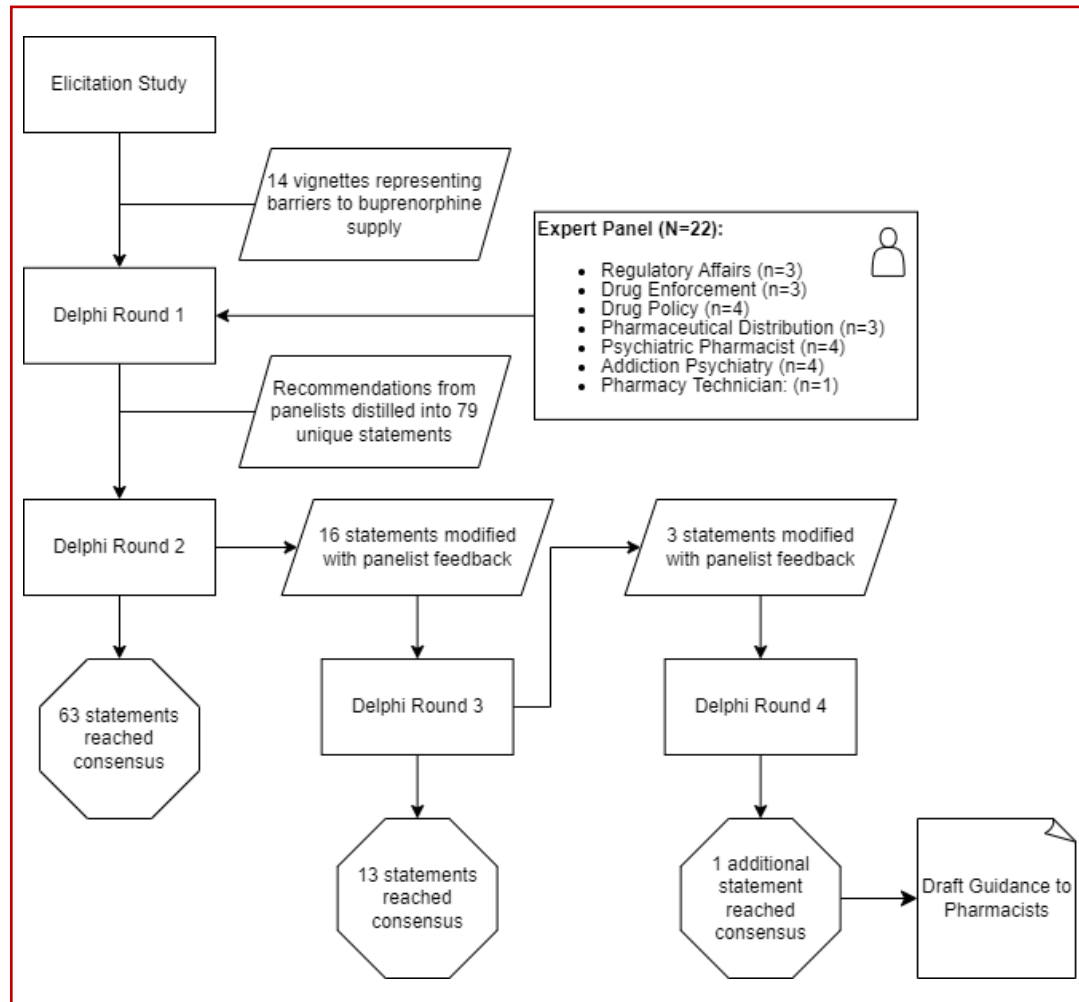 Elicitation Study
14 vignettes representing
barriers to buprenorphine
supply
Expert Panel (N=22):
• Regulatory Affairs (n=3)
• Drug Enforcement (n=3)
• Drug Policy (n=4)
• Pharmaceutical Distribution (n=3)
• Psychiatric Pharmacist (n=4)
• Addiction Psychiatry (n=4)
• Pharmacy Technician: (n=1)
Delphi Round 1
Recommendations from
panelists distilled into 79
unique statements
Delphi Round 2
16 statements modified
with panelist feedback
3 statements modified
with panelist feedback
63 statements
reached
consensus
Delphi Round 3
Delphi Round 4
13 statements
reached
consensus
1 additional
statement
reached
consensus
Draft Guidance to
Pharmacists